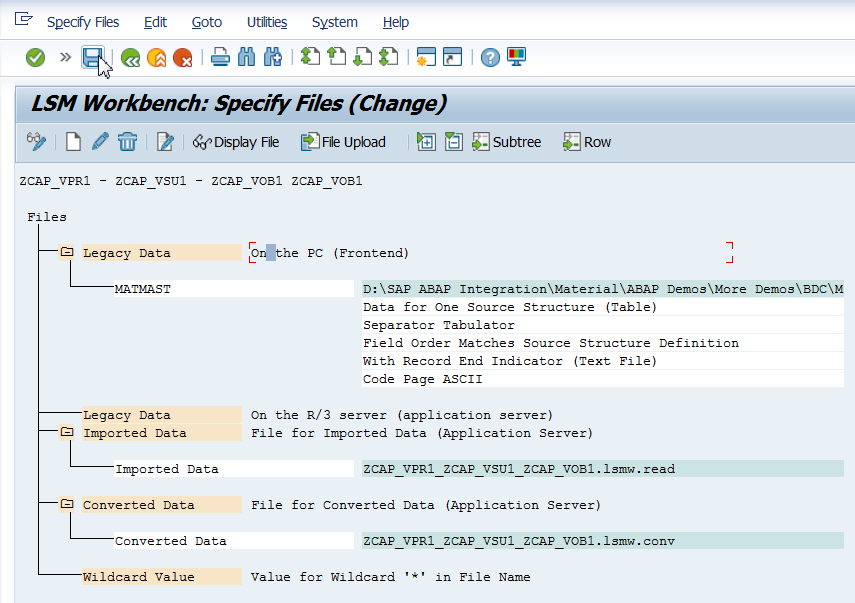 Specify Files Edit Goto Utilities System Help
LSM Workbench: Specify Files (Change)
Display File File Upload Subtree Row
ZCAP_VPR1 - ZCAP_VSU1 - ZCAP_VOB1 ZCAP_VOB1
Files
Legacy Data On the PC (Frontend)
MATMAST D:\SAP ABAP Integration\Material\ABAP Demos\More Demos\BDC\M
Data for One Source Structure (Table)
Separator Tabulator
Field Order Matches Source Structure Definition
With Record End Indicator (Text File)
Code Page ASCII
Legacy Data On the R/3 server (application server)
Imported Data File for Imported Data (Application Server)
Imported Data ZCAP_VPR1_ZCAP_VSU1_ZCAP_VOB1.lsmw.read
Converted Data File for Converted Data (Application Server)
Converted Data ZCAP_VPR1_ZCAP_VSU1_ZCAP_VOB1.lsmw.conv
Wildcard Value Value for Wildcard '*' in File Name